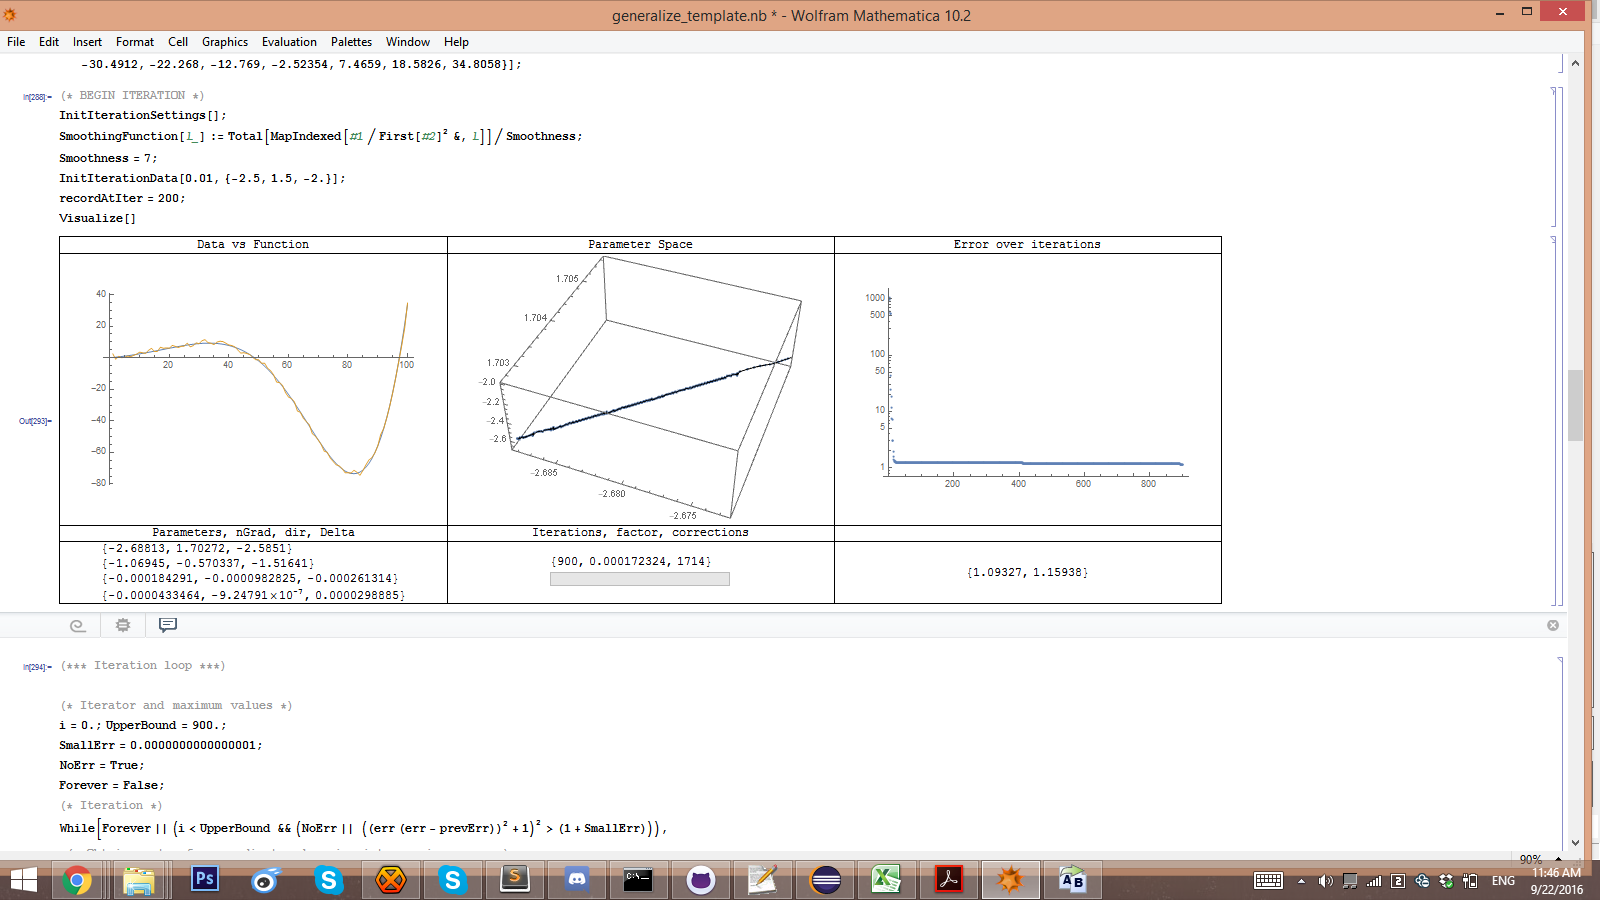 generalize_template.nb * - Wolfram Mathematica 10.2
File Edit Insert Format Cell Graphics Evaluation Palettes Window Help
-30.4912, -22.268, -12.769, -2.52354, 7.4659, 18.5826, 34.8058}];
In[288]:= (* BEGIN ITERATION *)
InitIterationSettings[];
SmoothingFunction[l_] := Total[MapIndexed[#1 / First[#2]² &, l]] / Smoothness;
Smoothness = 7;
InitIterationData[0.01, {-2.5, 1.5, -2.}];
recordAtIter = 200;
Visualize[]
Data vs Function Parameter Space Error over iterations
40
20
-20
-40
-60
-80
20 40 60 80 100
1.705
1.704
1.703
-2.0
-2.2
-2.4
-2.6
-2.685
-2.680
-2.675
1000
500
100
50
10
5
1
200 400 600 800
Out[293]=
Parameters, nGrad, dir, Delta Iterations, factor, corrections
{-2.68813, 1.70272, -2.5851}
{-1.06945, -0.570337, -1.51641}
{-0.000184291, -0.0000982825, -0.000261314}
{-0.0000433464, -9.24791×10⁻⁷, 0.0000298885}
{900, 0.000172324, 1714}
{1.09327, 1.15938}
In[294]:= (*** Iteration loop ***)
(* Iterator and maximum values *)
i = 0.; UpperBound = 900.;
SmallErr = 0.0000000000000001;
NoErr = True;
Forever = False;
(* Iteration *)
While[Forever || (i < UpperBound && (NoErr || ((err (err - prevErr))² + 1)² > (1 + SmallErr))),
90%
Ps
C:\_
A B
ENG
11:46 AM
9/22/2016